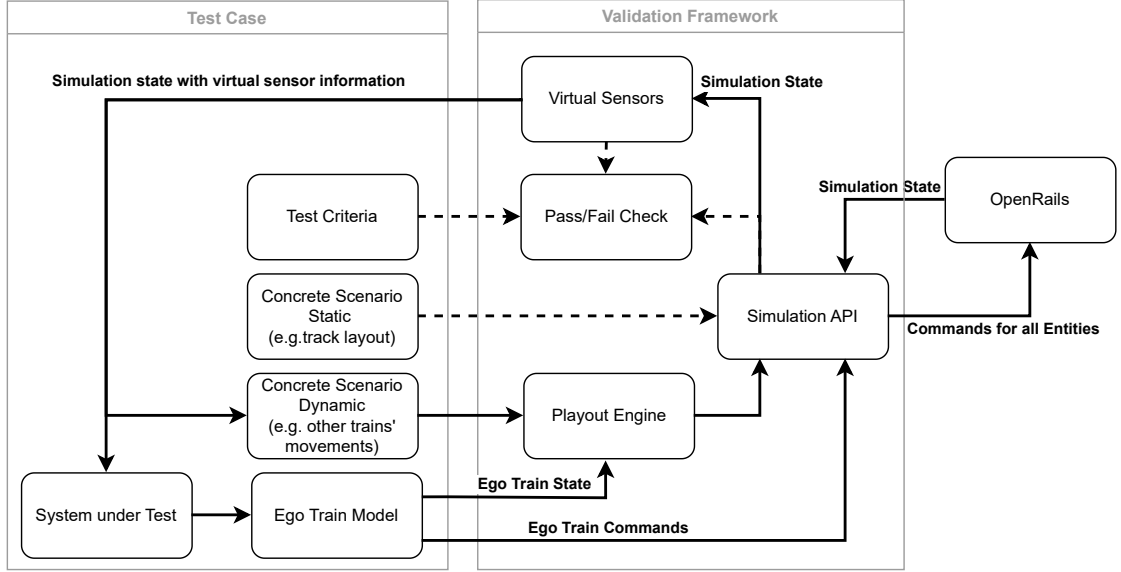 Test Case
Validation Framework
Simulation state with virtual sensor information
Virtual Sensors
Simulation State
Test Criteria
Pass/Fail Check
Simulation State
OpenRails
Concrete Scenario
Static
(e.g.track layout)
Simulation API
Commands for all Entities
Concrete Scenario
Dynamic
(e.g. other trains'
movements)
Playout Engine
Ego Train State
System under Test
Ego Train Model
Ego Train Commands